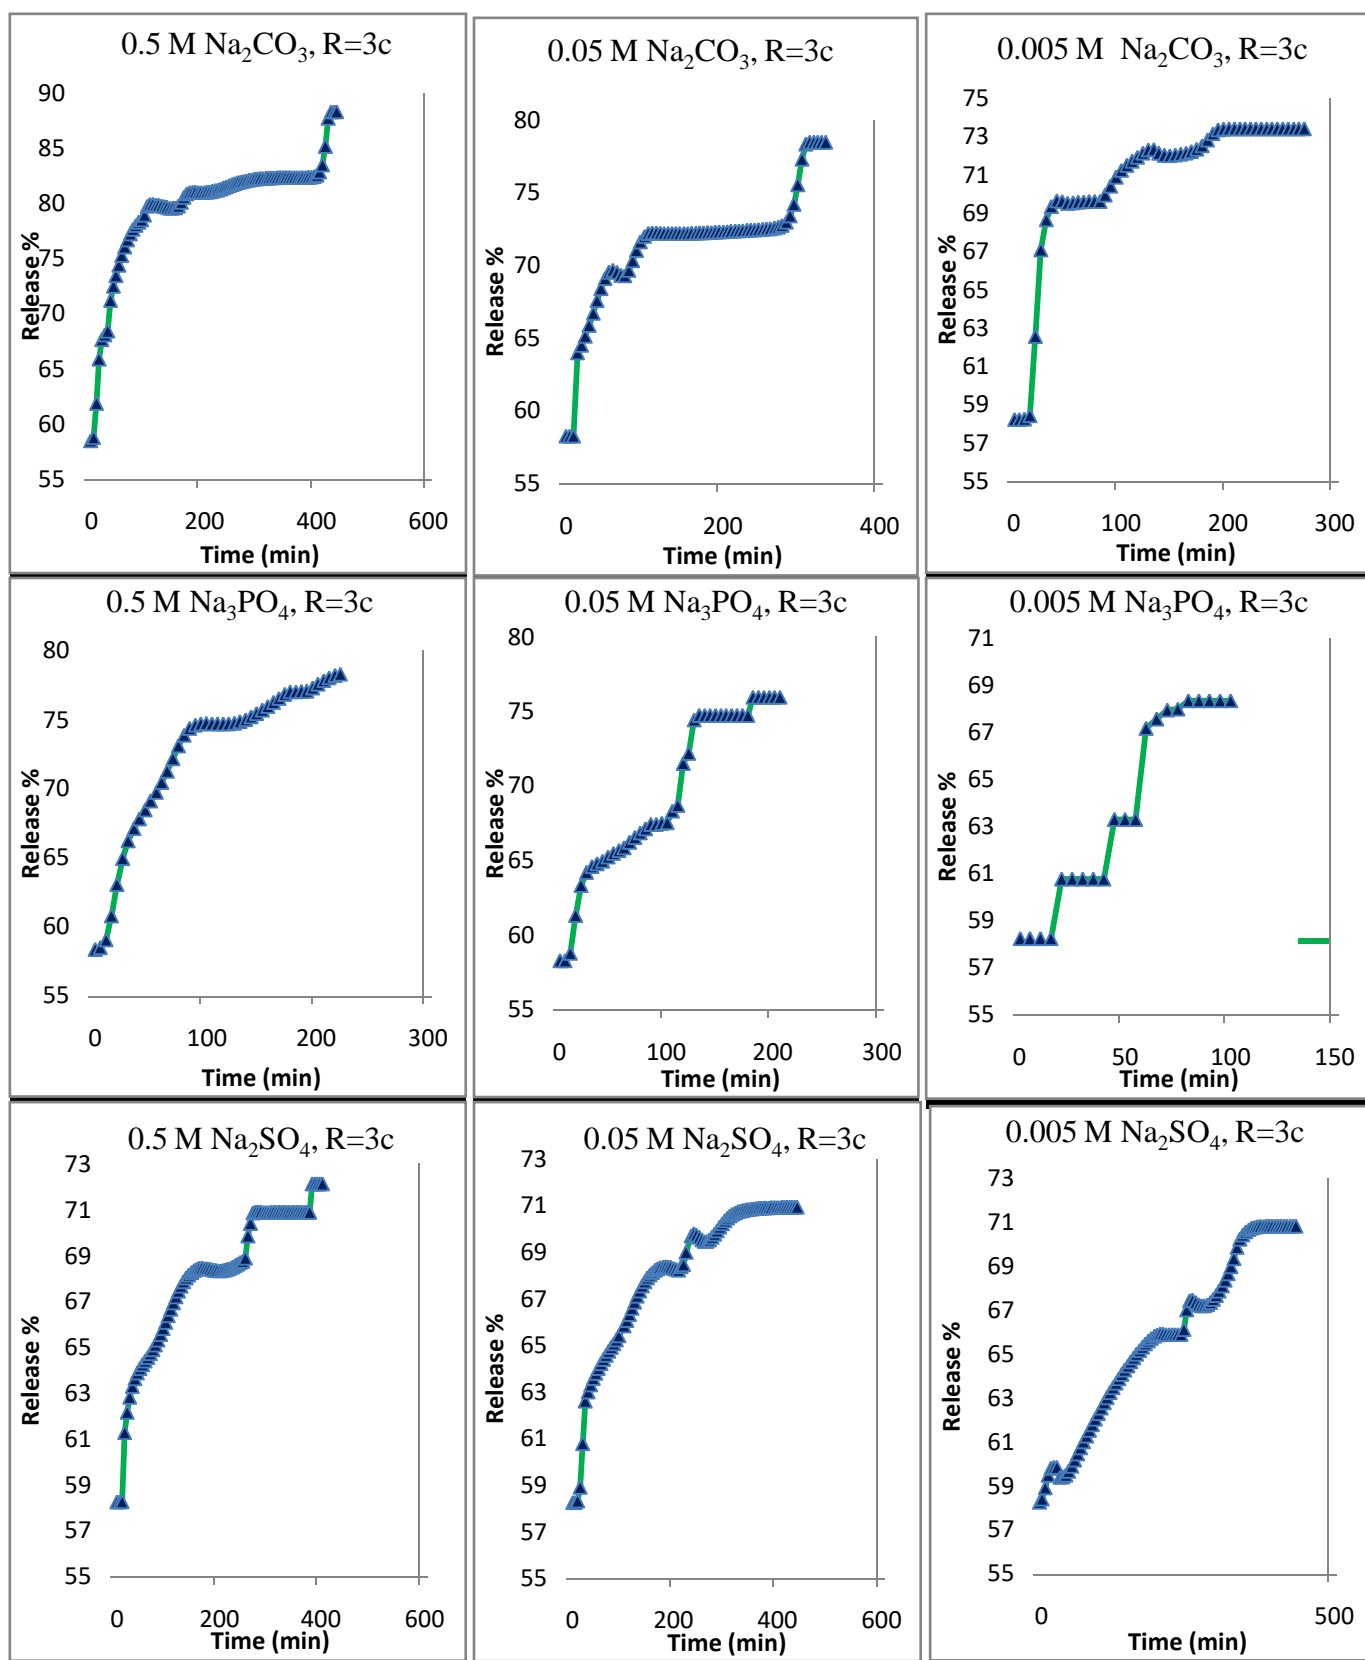 0.5 M Na₂CO₃, R=3c
90
85
80
75
70
65
60
55
Release %
0 200 400 600
Time (min)
0.05 M Na₂CO₃, R=3c
80
75
70
65
60
55
Release %
0 200 400
Time (min)
0.005 M Na₂CO₃, R=3c
75
73
71
69
67
65
63
61
59
57
55
Release %
0 100 200 300
Time (min)
0.5 M Na₃PO₄, R=3c
80
75
70
65
60
55
Release %
0 100 200 300
Time (min)
0.05 M Na₃PO₄, R=3c
80
75
70
65
60
55
Release %
0 100 200 300
Time (min)
0.005 M Na₃PO₄, R=3c
71
69
67
65
63
61
59
57
55
Release %
0 50 100 150
Time (min)
0.5 M Na₂SO₄, R=3c
73
71
69
67
65
63
61
59
57
55
Release %
0 200 400 600
Time (min)
0.05 M Na₂SO₄, R=3c
73
71
69
67
65
63
61
59
57
55
Release %
0 200 400 600
Time (min)
0.005 M Na₂SO₄, R=3c
73
71
69
67
65
63
61
59
57
55
Release %
0 500
Time (min)